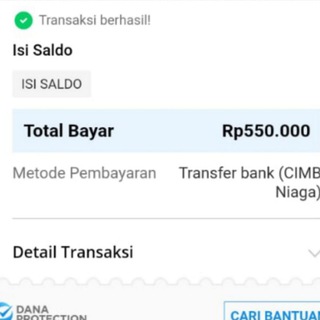 Transaksi berhasil!
Isi Saldo
ISI SALDO
Total Bayar Rp550.000
Metode Pembayaran Transfer bank (CIMB
Niaga)
Detail Transaksi
DANA
PROTECTION
CARI BANTUAN